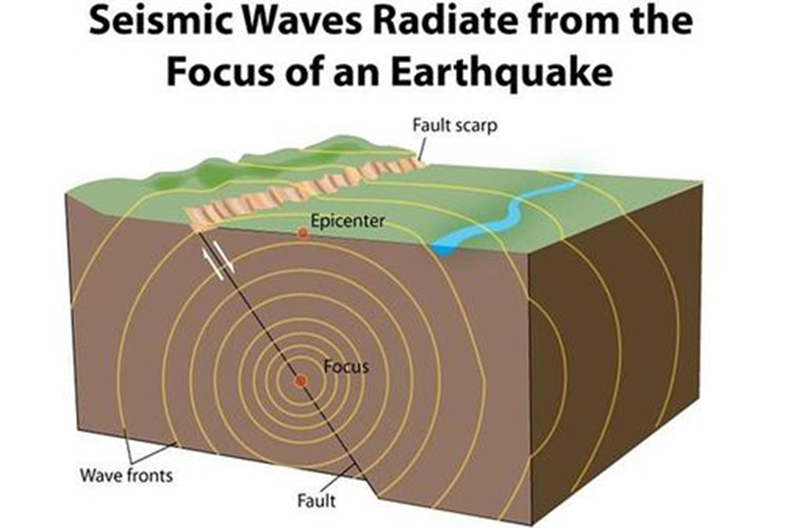 Seismic Waves Radiate from the
Focus of an Earthquake
Fault scarp
Epicenter
Focus
Wave fronts
Fault